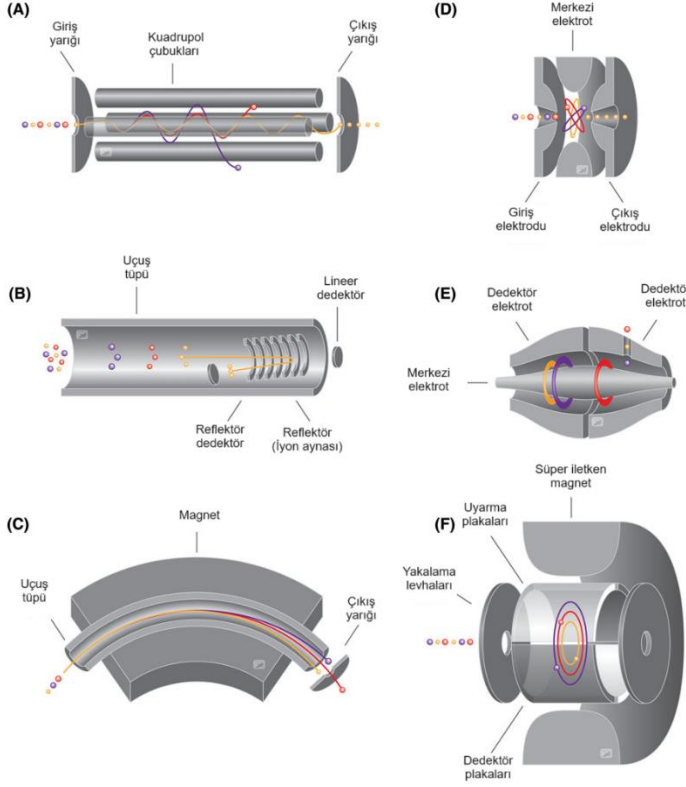 (A)
Giriş
yarığı
Kuadrupol
çubukları
Çıkış
yarığı
(D)
Merkezi
elektrot
Giriş
elektrodu
Çıkış
elektrodu
(B)
Uçuş
tüpü
Lineer
dedektör
Reflektör
dedektör
Reflektör
(İyon aynası)
(E)
Dedektör
elektrot
Dedektö
elektrot
Merkezi
elektrot
(C)
Magnet
Uçuş
tüpü
Çıkış
yarığı
(F)
Süper iletken
magnet
Uyarma
plakaları
Yakalama
levhaları
Dedektör
plakaları